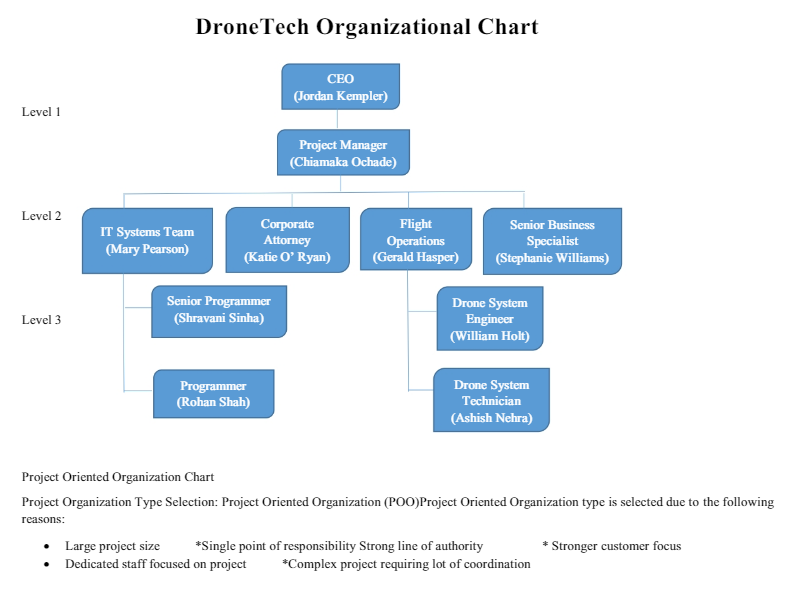 DroneTech Organizational Chart
CEO
(Jordan Kempler)
Level 1
Project Manager
(Chiamaka Ochade)
Level 2
IT Systems Team
(Mary Pearson)
Corporate
Attorney
(Katie O’ Ryan)
Flight
Operations
(Gerald Hasper)
Senior Business
Specialist
(Stephanie Williams)
Level 3
Senior Programmer
(Shravani Sinha)
Drone System
Engineer
(William Holt)
Programmer
(Rohan Shah)
Drone System
Technician
(Ashish Nehra)
Project Oriented Organization Chart
Project Organization Type Selection: Project Oriented Organization (POO)Project Oriented Organization type is selected due to the following
reasons:
• Large project size *Single point of responsibility Strong line of authority * Stronger customer focus
• Dedicated staff focused on project *Complex project requiring lot of coordination